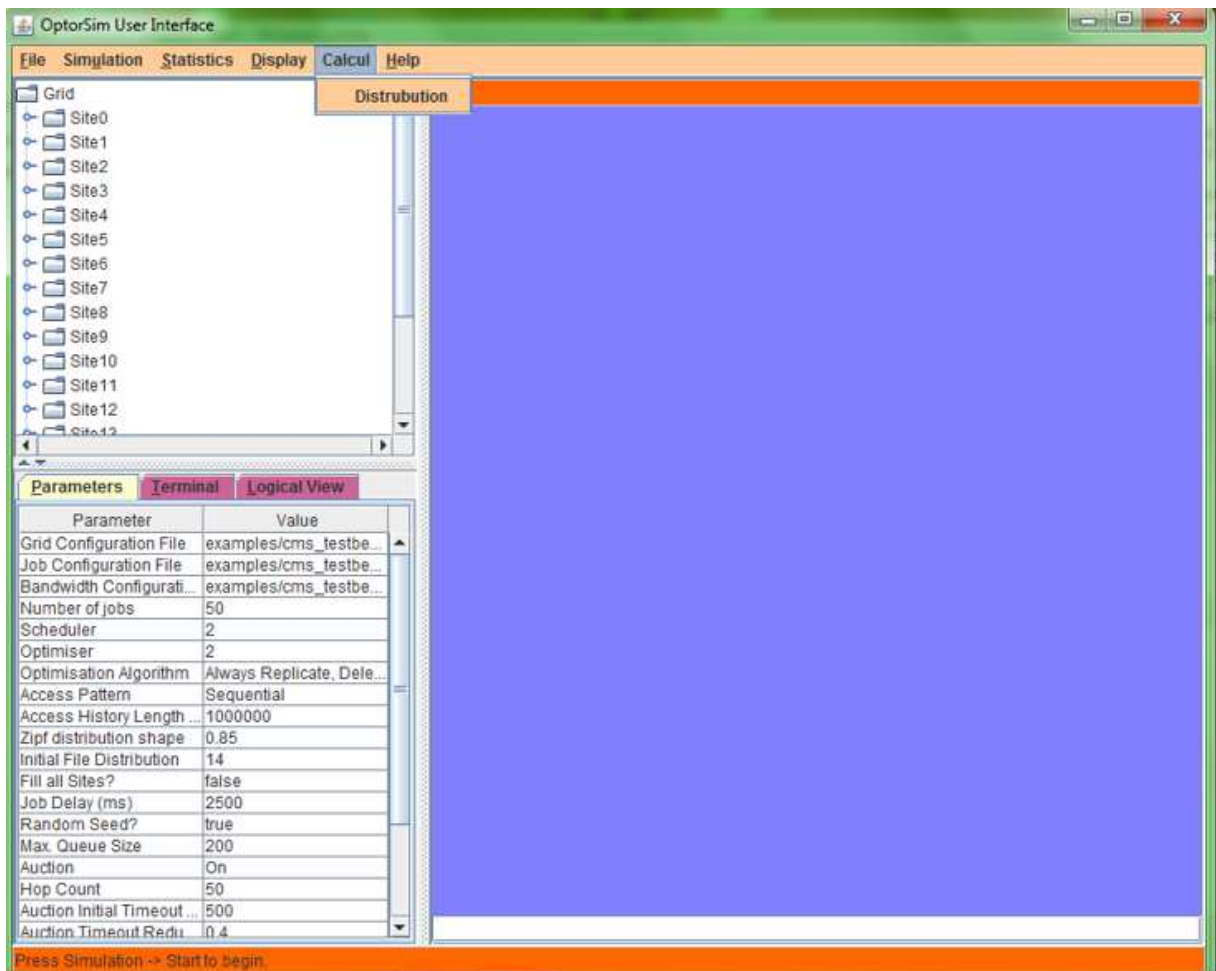 OptorSim User Interface
File Simulation Statistics Display Calcul Help
Distrubution
Grid
Site0
Site1
Site2
Site3
Site4
Site5
Site6
Site7
Site8
Site9
Site10
Site11
Site12
Site13
Parameters Terminal Logical View
Parameter Value
Grid Configuration File examples/cms_testbe...
Job Configuration File examples/cms_testbe...
Bandwidth Configurati... examples/cms_testbe...
Number of jobs 50
Scheduler 2
Optimiser 2
Optimisation Algorithm Always Replicate, Dele...
Access Pattern Sequential
Access History Length ... 1000000
Zipf distribution shape 0.85
Initial File Distribution 14
Fill all Sites? false
Job Delay (ms) 2500
Random Seed? true
Max. Queue Size 200
Auction On
Hop Count 50
Auction Initial Timeout ... 500
Auction Timeout Redu... 0.4
Press Simulation -> Start to begin.